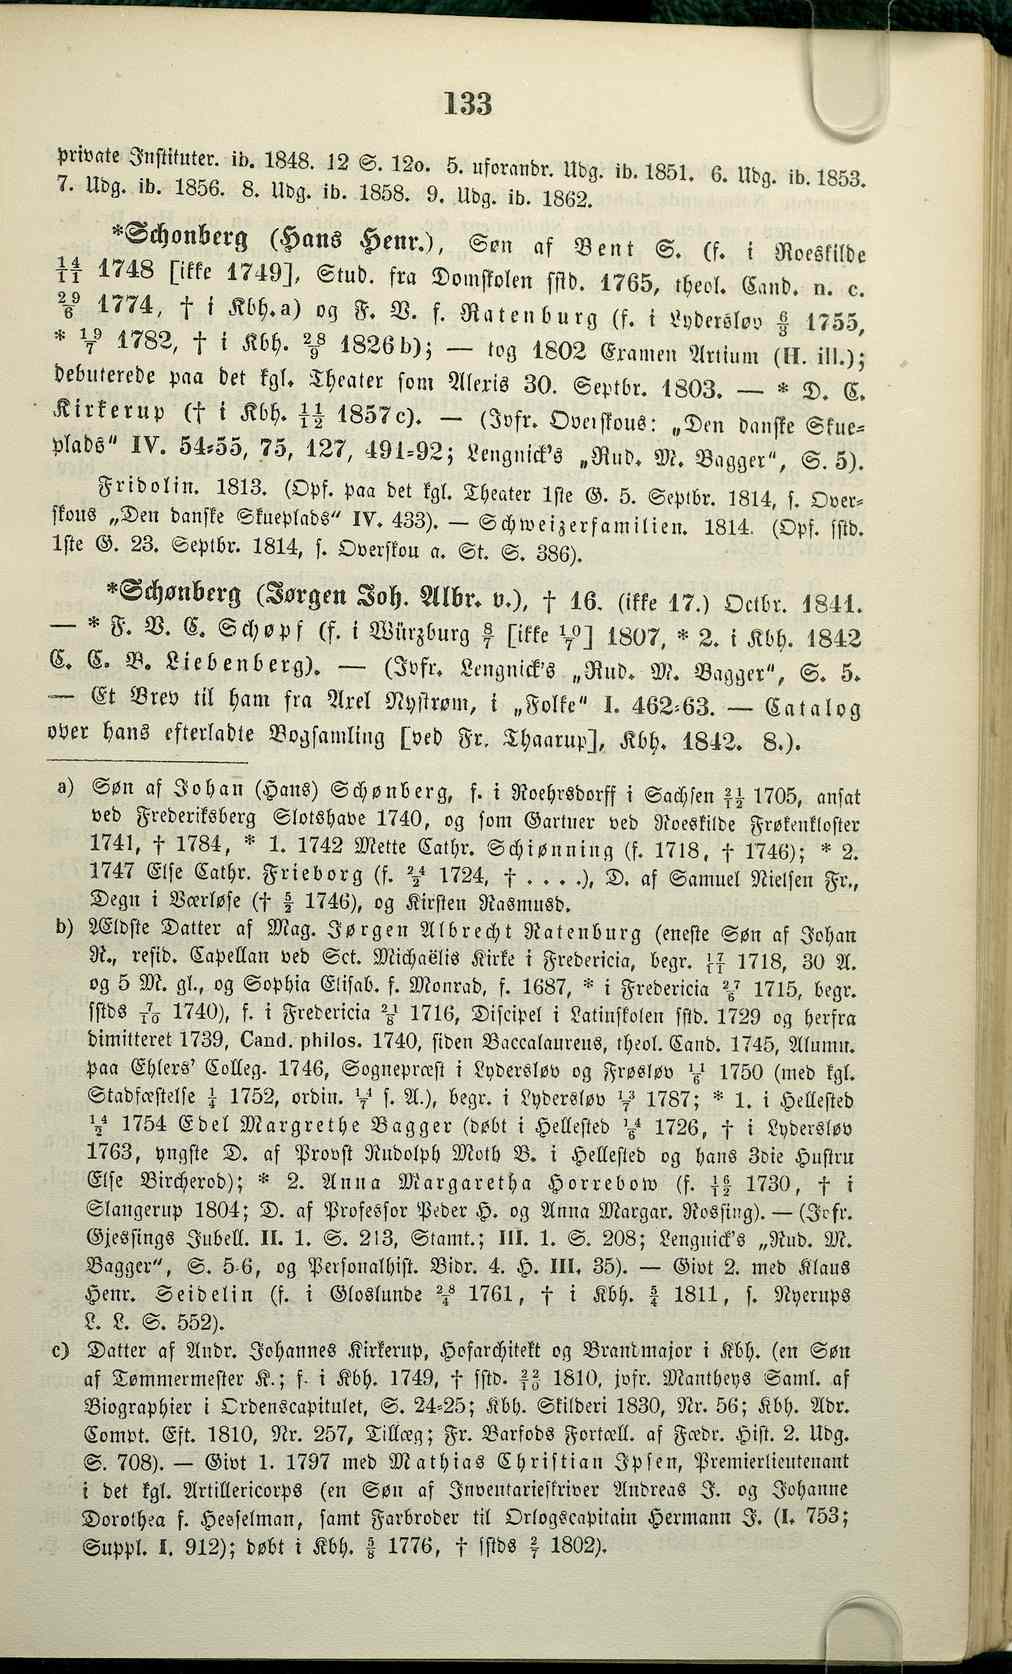 133
private Instituter. ib. 1848. 12 S. 12o. 5. uforandr. Udg. ib. 1851. 6. Udg. ib. 1853.
7. Udg. ib. 1856. 8. Udg. ib. 1858. 9. Udg. ib. 1862.
*Schonberg (Hans Henr.), Søn af Bent S. (f. i Roeskilde
14/11 1748 [ikke 1749], Stud. fra Domskolen sstd. 1765, theol. Cand. n. c.
29/6 1774, † i Kbh.a) og F. V. f. Ratenburg (f. i Lydersløv 6/9 1755,
* 19/7 1782, † i Kbh. 28/9 1826b); — tog 1802 Examen Artium (H. ill.);
debuterede paa det kgl. Theater som Alexis 30. Septbr. 1803. — * D. C.
Kirkerup († i Kbh. 11/12 1857c). — (Jvfr. Overskous: „Den danske Skue-
plads“ IV. 54-55, 75, 127, 491-92; Lengnick's „Rud. M. Bagger“, S. 5).
Fridolin. 1813. (Opf. paa det kgl. Theater 1ste G. 5. Septbr. 1814, s. Over-
skous „Den danske Skueplads“ IV. 433). — Schweizerfamilien. 1814. (Opf. sstd.
1ste G. 23. Septbr. 1814, s. Overskou a. St. S. 386).
*Schønberg (Jørgen Joh. Albr. v.), † 16. (ikke 17.) Octbr. 1841.
— * F. V. C. Schøpf (f. i Würzburg 8/7 [ikke 10/7] 1807, * 2. i Kbh. 1842
C. C. B. Liebenberg). — (Jvfr. Lengnick's „Rud. M. Bagger“, S. 5.
— Et Brev til ham fra Axel Nystrøm, i „Folke“ I. 462-63. — Catalog
over hans efterladte Bogsamling [ved Fr. Thaarup], Kbh. 1842. 8.).
a) Søn af Johan (Hans) Schønberg, f. i Roehrsdorff i Sachsen 21/12 1705, ansat
ved Frederiksberg Slotshave 1740, og som Gartner ved Roeskilde Frøkenkloster
1741, † 1784, * 1. 1742 Mette Cathr. Schiønning (f. 1718, † 1746); * 2.
1747 Else Cathr. Frieborg (f. 24/2 1724, † . . . .), D. af Samuel Nielsen Fr.,
Degn i Værløse († 5/2 1746), og Kirsten Rasmusd.
b) Ældste Datter af Mag. Jørgen Albrecht Ratenburg (eneste Søn af Johan
R., resid. Capellan ved Sct. Michaëlis Kirke i Fredericia, begr. 17/11 1718, 30 A.
og 5 M. gl., og Sophia Elisab. f. Monrad, f. 1687, * i Fredericia 27/6 1715, begr.
sstds 7/10 1740), f. i Fredericia 21/8 1716, Discipel i Latinskolen sstd. 1729 og herfra
dimitteret 1739, Cand. philos. 1740, siden Baccalaureus, theol. Cand. 1745, Alumn.
paa Ehlers' Colleg. 1746, Sognepræst i Lydersløv og Frøsløv 11/6 1750 (med kgl.
Stadfæstelse 1/4 1752, ordin. 14/7 s. A.), begr. i Lydersløv 13/7 1787; * 1. i Hellested
14/2 1754 Edel Margrethe Bagger (døbt i Hellested 14/6 1726, † i Lydersløv
1763, yngste D. af Provst Rudolph Moth B. i Hellested og hans 3die Hustru
Else Bircherod); * 2. Anna Margaretha Horrebow (f. 16/12 1730, † i
Slangerup 1804; D. af Professor Peder H. og Anna Margar. Rossing). — (Jvfr.
Gjessings Jubell. II. 1. S. 213, Stamt.; III. 1. S. 208; Lengnick's „Rud. M.
Bagger“, S. 5-6, og Personalhist. Bidr. 4. H. III. 35). — Givt 2. med Klaus
Henr. Seidelin (f. i Gloslunde 28/4 1761, † i Kbh. 5/4 1811, s. Nyerups
L. L. S. 552).
c) Datter af Andr. Johannes Kirkerup, Hofarchitekt og Brandmajor i Kbh. (en Søn
af Tømmermester K.; f. i Kbh. 1749, † sstd. 22/10 1810, jvfr. Mantheys Saml. af
Biographier i Ordenscapitulet, S. 24-25; Kbh. Skilderi 1830, Nr. 56; Kbh. Adr.
Compt. Eft. 1810, Nr. 257, Tillæg; Fr. Barfods Fortæll. af Fædr. Hist. 2. Udg.
S. 708). — Givt 1. 1797 med Mathias Christian Ipsen, Premierlieutenant
i det kgl. Artillericorps (en Søn af Inventarieskriver Andreas J. og Johanne
Dorothea f. Hesselman, samt Farbroder til Orlogscapitain Hermann J. (I. 753;
Suppl. I. 912); døbt i Kbh. 5/8 1776, † sstds 2/7 1802).